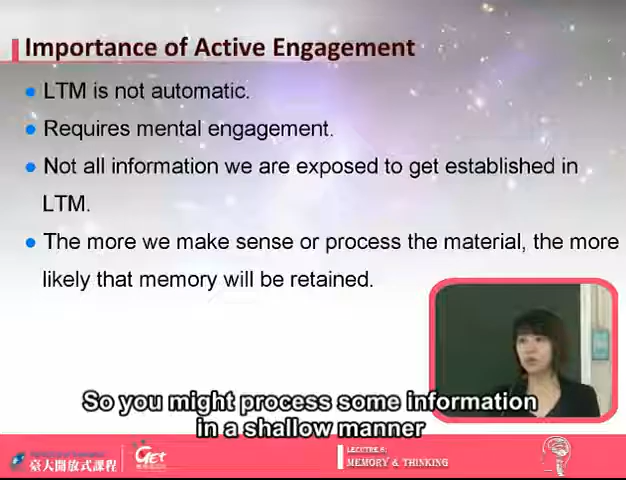 Importance of Active Engagement
LTM is not automatic.
Requires mental engagement.
Not all information we are exposed to get established in
LTM.
The more we make sense or process the material, the more
likely that memory will be retained.
So you might process some information
in a shallow manner
臺大開放式課程
GET
LECTURE 6:
MEMORY & THINKING